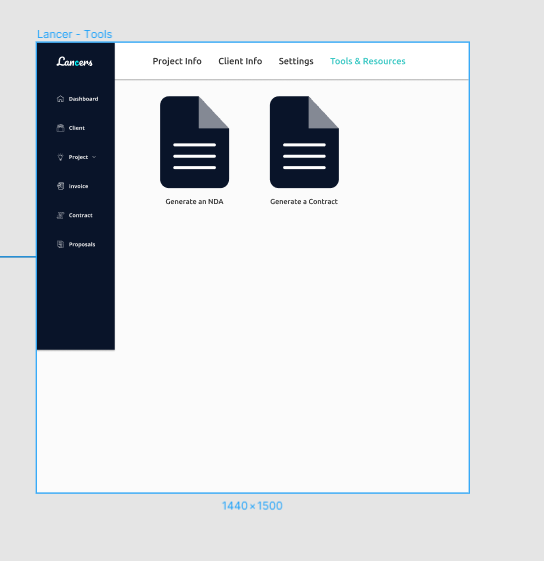 Lancer - Tools
Lancers
Project Info Client Info Settings Tools & Resources
Dashboard
Client
Project
Invoice
Contract
Proposals
Generate an NDA Generate a Contract
1440 × 1500